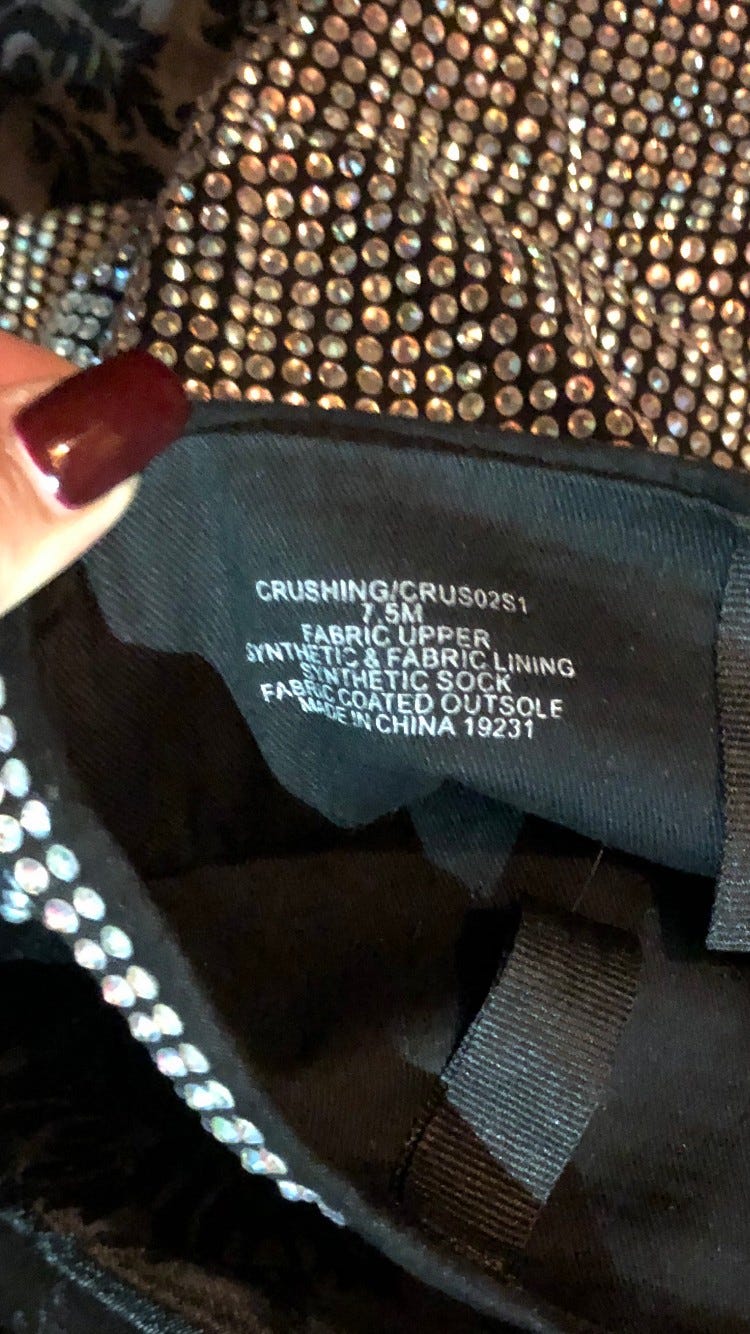 CRUSHING/CRUS02S1
7.5M
FABRIC UPPER
SYNTHETIC & FABRIC LINING
SYNTHETIC SOCK
FABRIC COATED OUTSOLE
MADE IN CHINA 19231